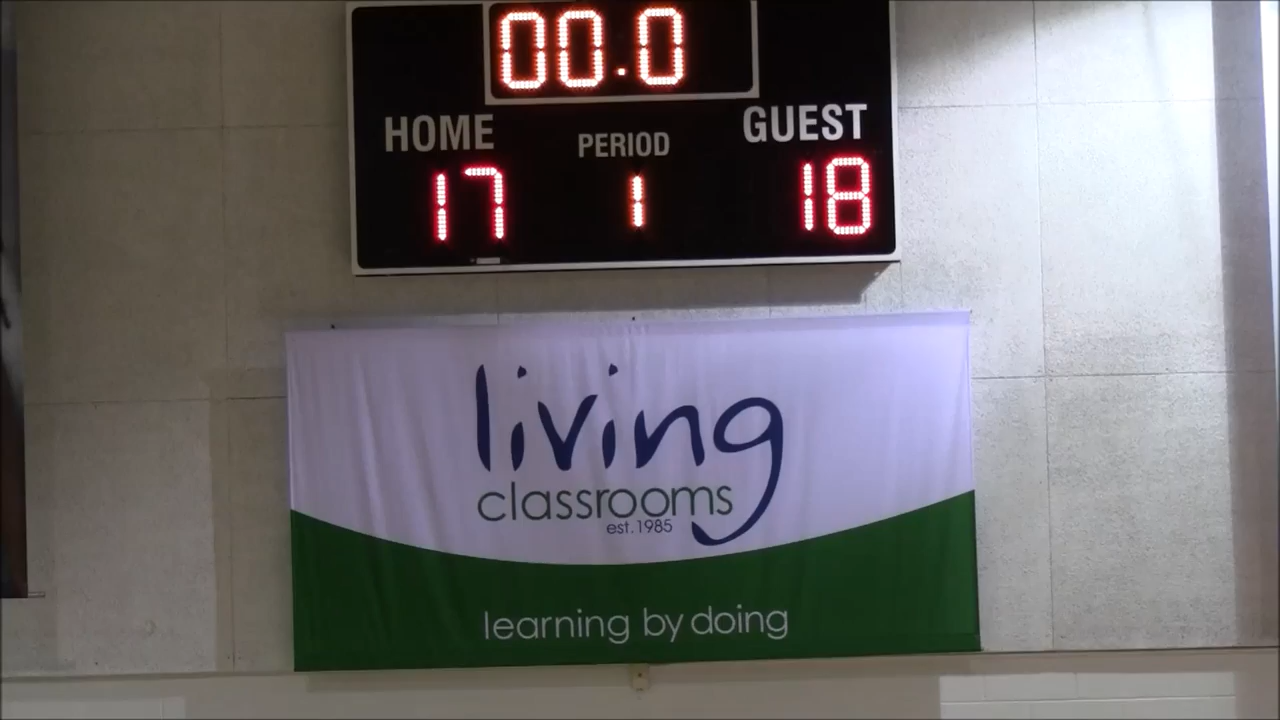 00.0
HOME PERIOD GUEST
17 1 18
living
classrooms
est.1985
learning by doing